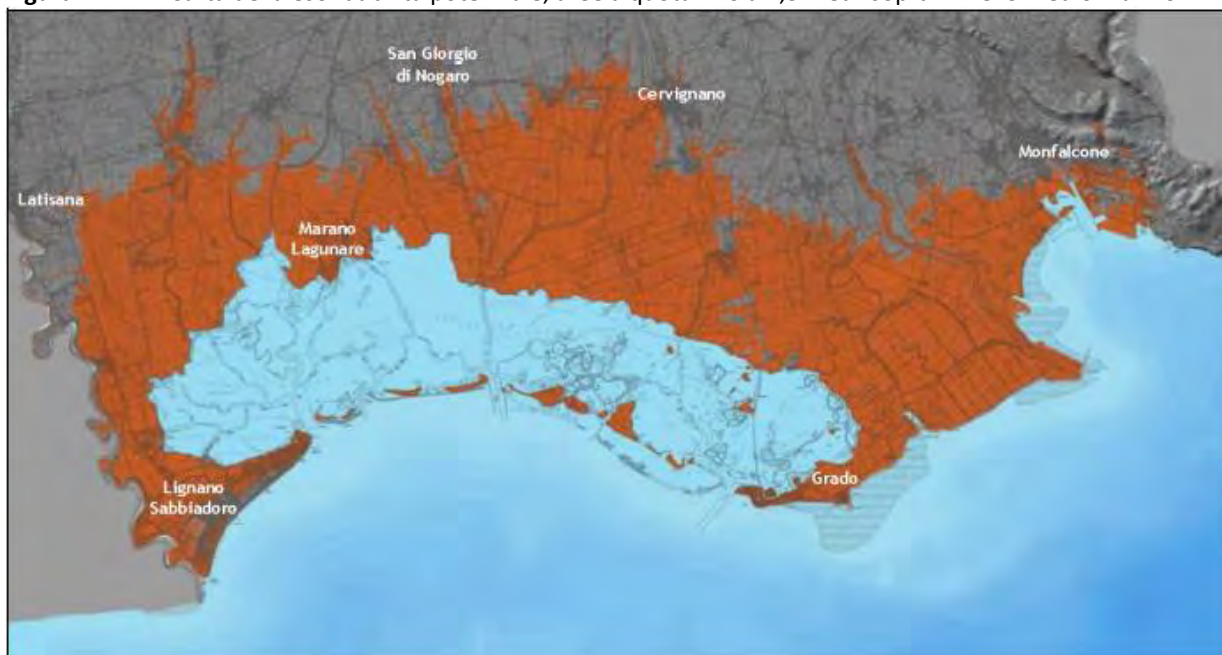 San Giorgio
di Nogaro
Cervignano
Monfalcone
Latisana
Marano
Lagunare
Lignano
Sabbiadoro
Grado